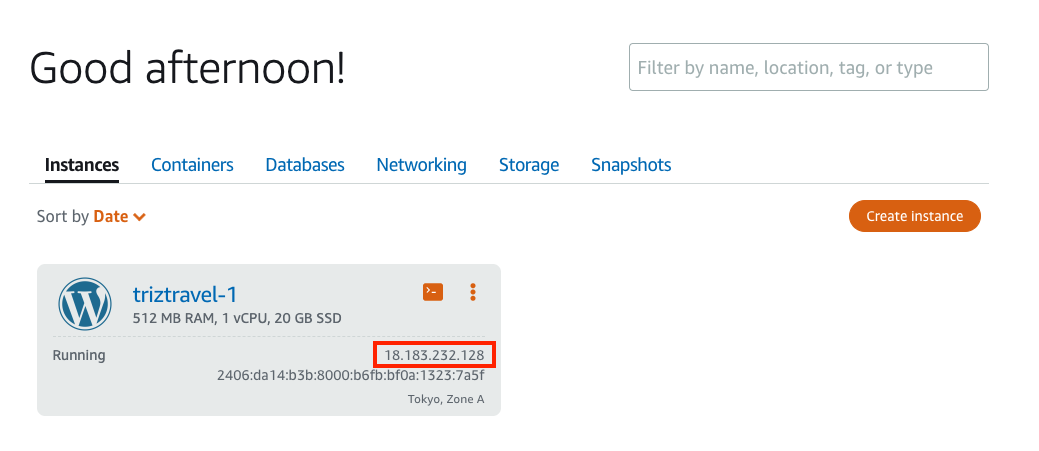 Good afternoon!
Filter by name, location, tag, or type
Instances Containers Databases Networking Storage Snapshots
Sort by Date
Create instance
triztravel-1
512 MB RAM, 1 vCPU, 20 GB SSD
Running
18.183.232.128
2406:da14:b3b:8000:b6fb:bf0a:1323:7a5f
Tokyo, Zone A